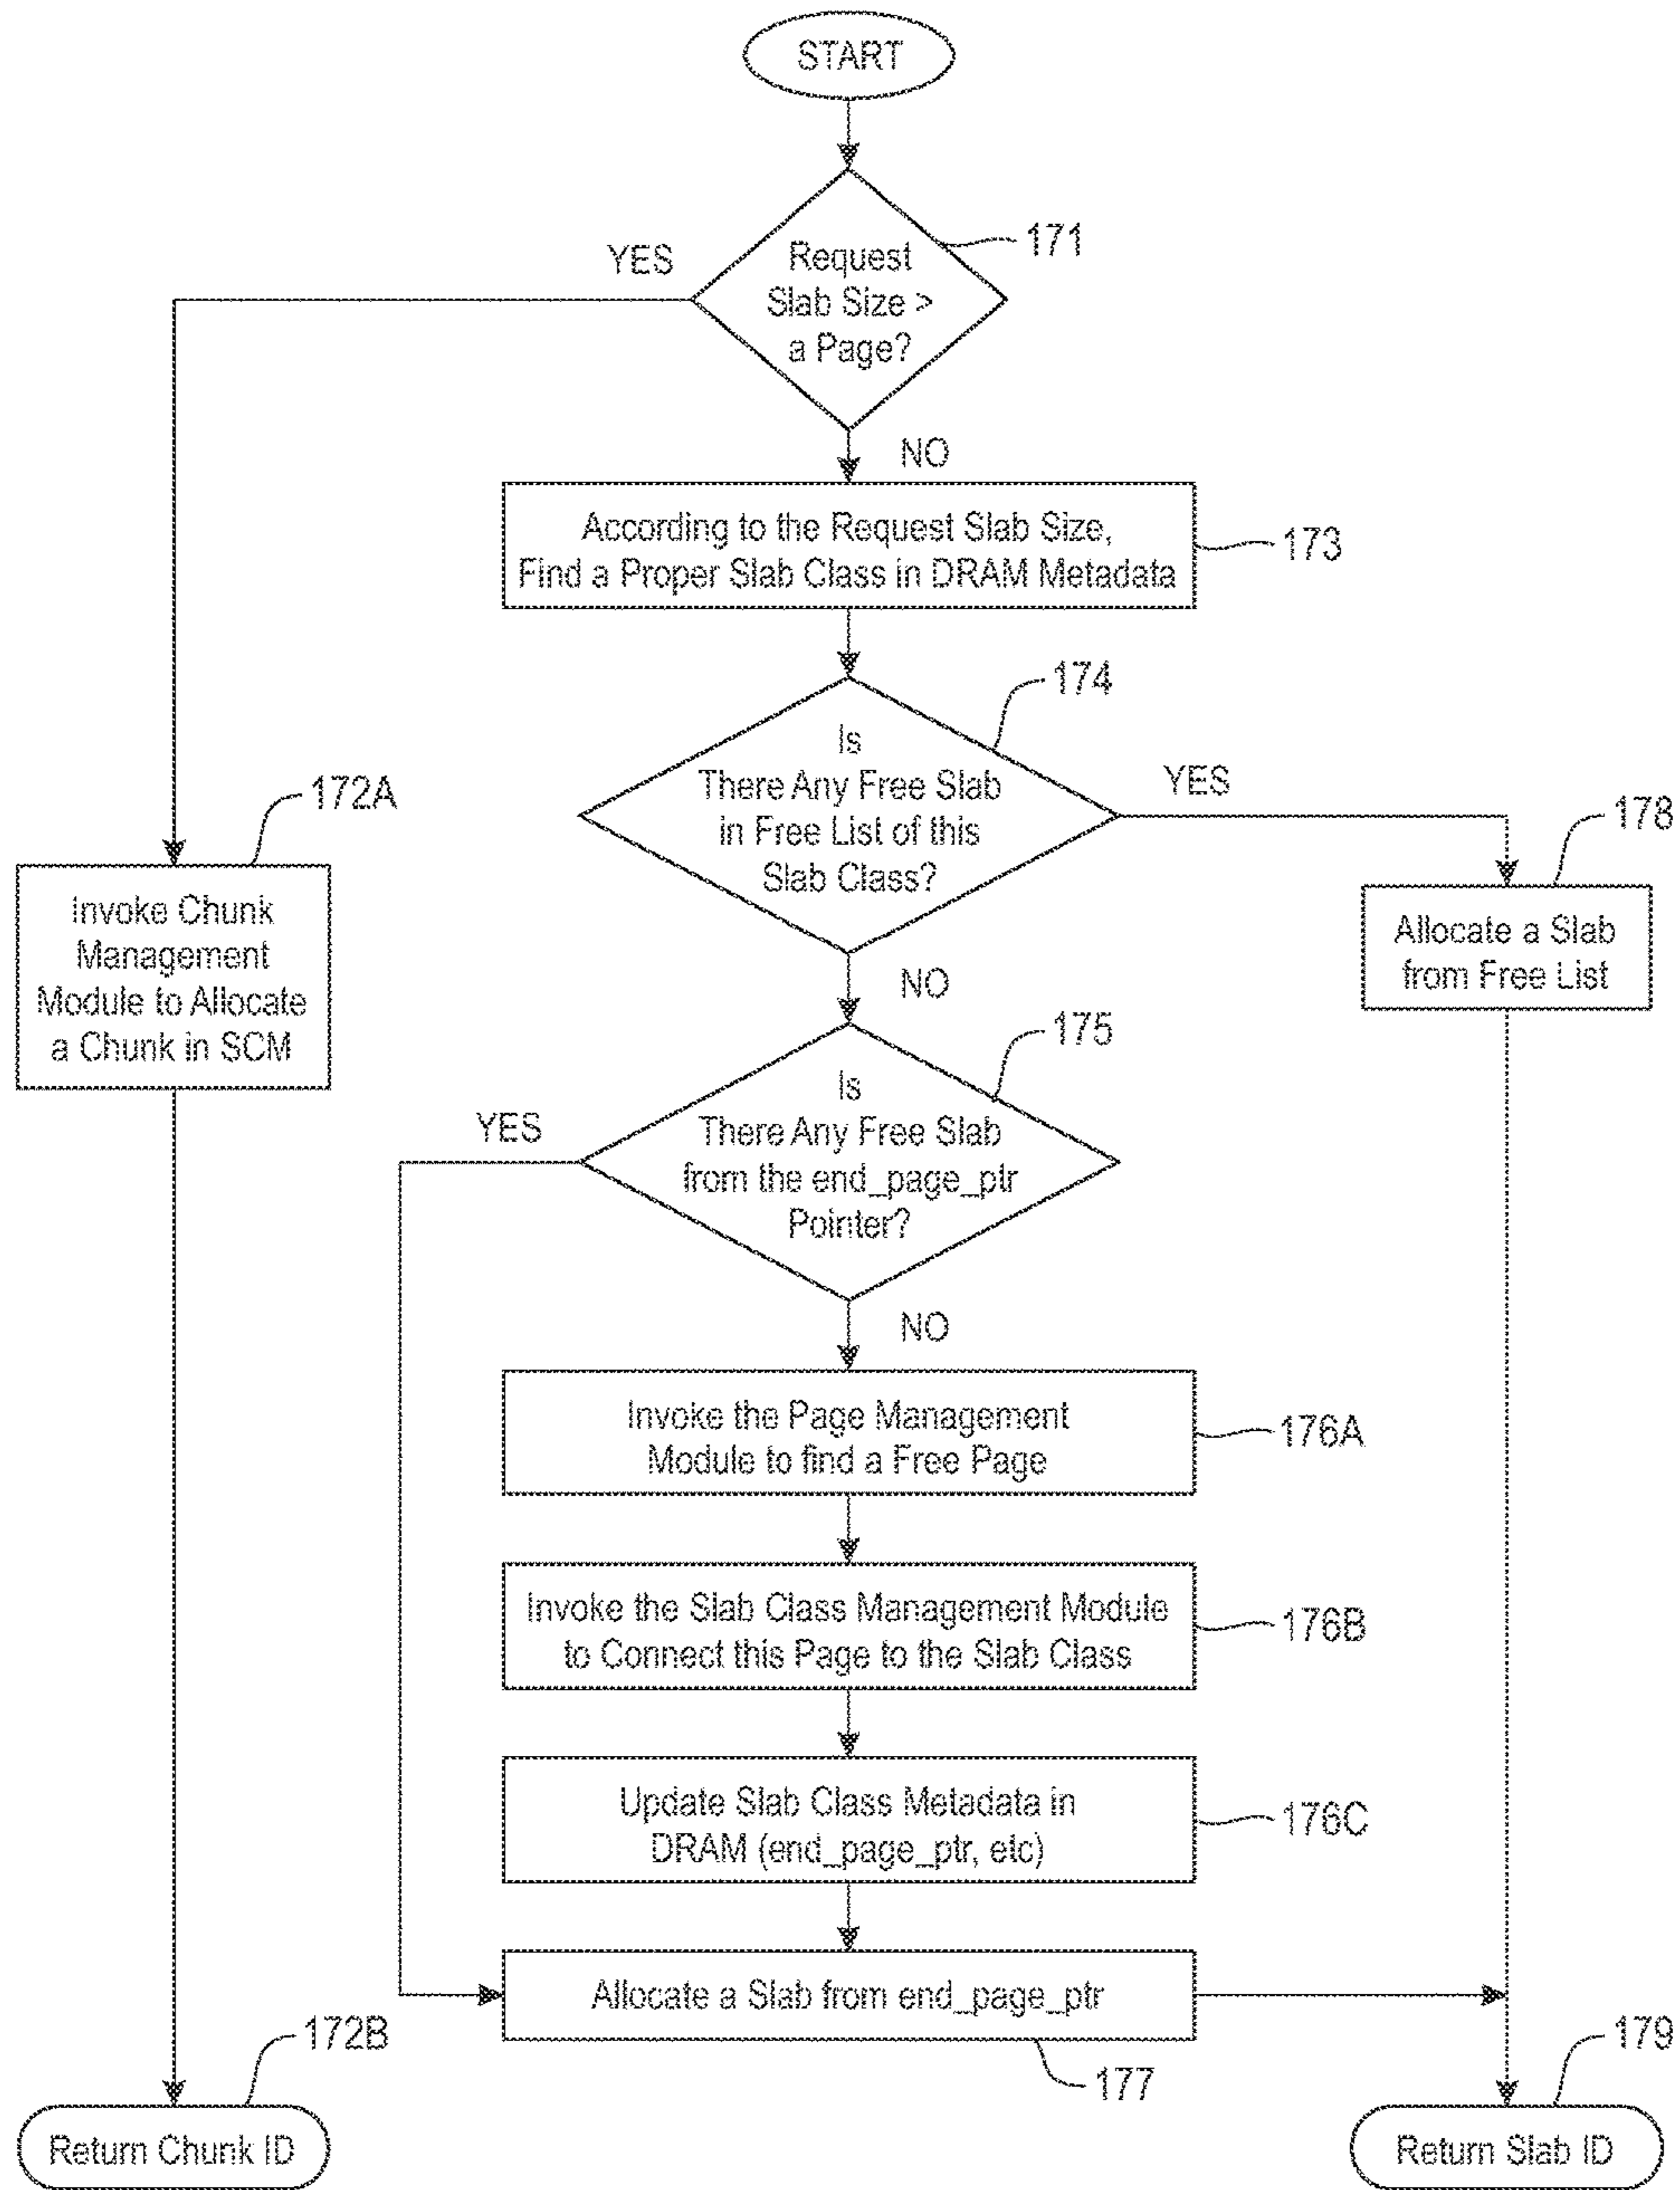 START
171
YES
Request
Slab Size >
a Page?
NO
According to the Request Slab Size,
Find a Proper Slab Class in DRAM Metadata
173
174
Is
There Any Free Slab
in Free List of this
Slab Class?
YES
172A
178
Invoke Chunk
Management
Module to Allocate
a Chunk in SCM
Allocate a Slab
from Free List
NO
175
Is
There Any Free Slab
from the end_page_ptr
Pointer?
YES
NO
Invoke the Page Management
Module to find a Free Page
176A
Invoke the Slab Class Management Module
to Connect this Page to the Slab Class
176B
Update Slab Class Metadata in
DRAM (end_page_ptr, etc)
176C
Allocate a Slab from end_page_ptr
177
172B
179
Return Chunk ID
Return Slab ID